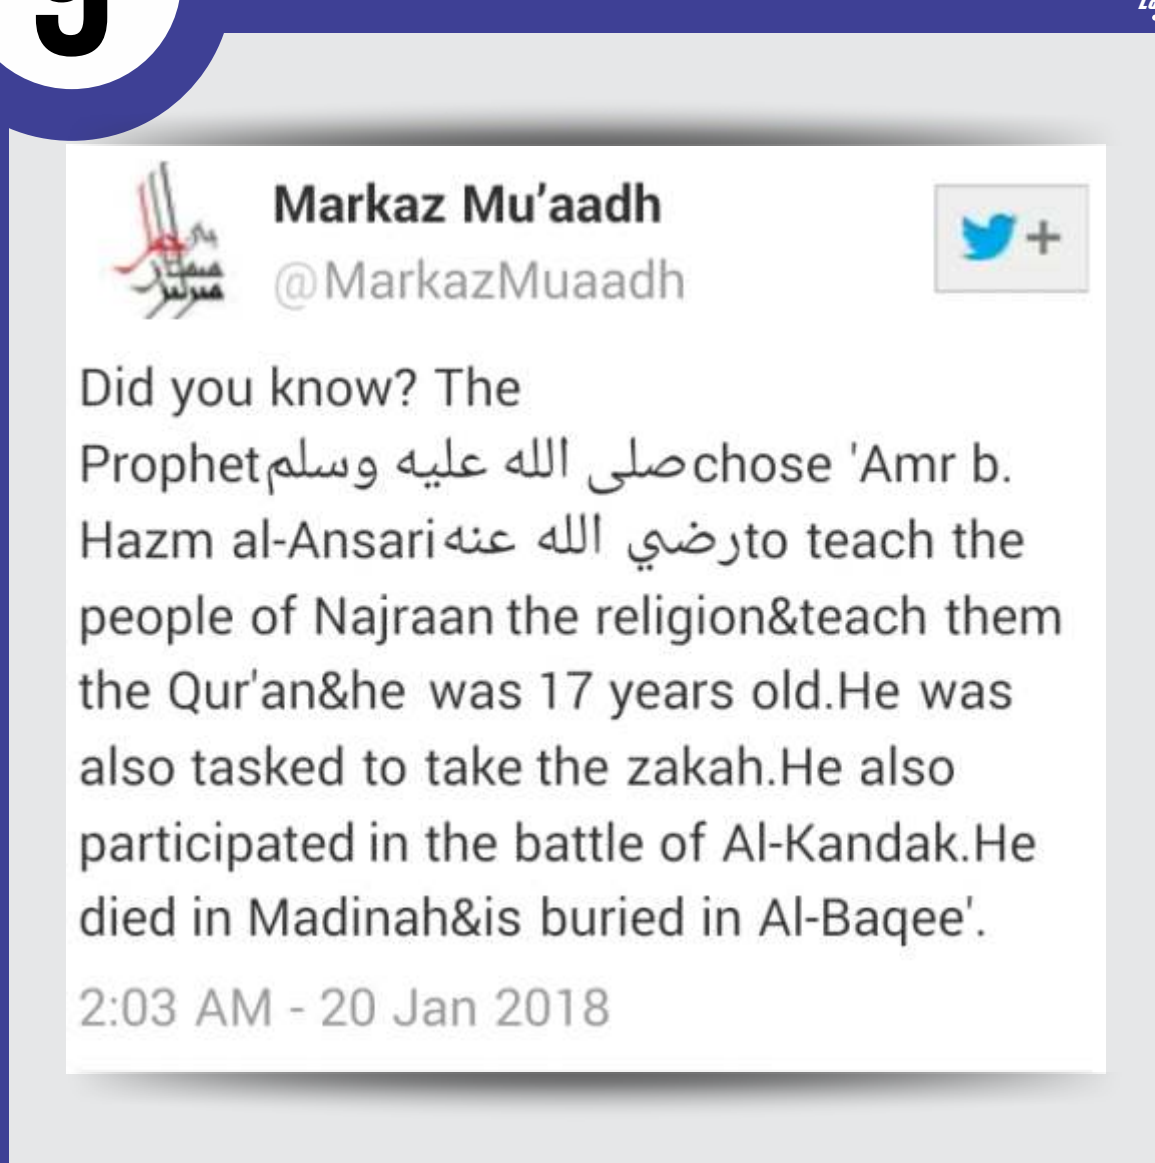 9
Markaz Mu'aadh
@MarkazMuaadh
Did you know? The
Prophetصلى الله عليه وسلمchose 'Amr b.
Hazm al-Ansariرضي الله عنهto teach the
people of Najraan the religion&teach them
the Qur'an&he was 17 years old.He was
also tasked to take the zakah.He also
participated in the battle of Al-Kandak.He
died in Madinah&is buried in Al-Baqee'.
2:03 AM - 20 Jan 2018